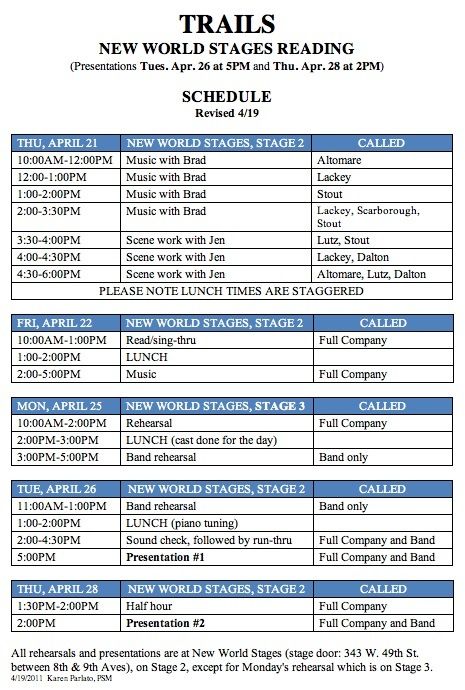 TRAILS
NEW WORLD STAGES READING
(Presentations Tues. Apr. 26 at 5PM and Thu. Apr. 28 at 2PM)
SCHEDULE
Revised 4/19
THU, APRIL 21 NEW WORLD STAGES, STAGE 2 CALLED
10:00AM-12:00PM Music with Brad Altomare
12:00-1:00PM Music with Brad Lackey
1:00-2:00PM Music with Brad Stout
2:00-3:30PM Music with Brad Lackey, Scarborough,
Stout
3:30-4:00PM Scene work with Jen Lutz, Stout
4:00-4:30PM Scene work with Jen Lackey, Dalton
4:30-6:00PM Scene work with Jen Altomare, Lutz, Dalton
PLEASE NOTE LUNCH TIMES ARE STAGGERED
FRI, APRIL 22 NEW WORLD STAGES, STAGE 2 CALLED
10:00AM-1:00PM Read/sing-thru Full Company
1:00-2:00PM LUNCH
2:00-5:00PM Music Full Company
MON, APRIL 25 NEW WORLD STAGES, STAGE 3 CALLED
10:00AM-2:00PM Rehearsal Full Company
2:00PM-3:00PM LUNCH (cast done for the day)
3:00PM-5:00PM Band rehearsal Band only
TUE, APRIL 26 NEW WORLD STAGES, STAGE 2 CALLED
11:00AM-1:00PM Band rehearsal Band only
1:00-2:00PM LUNCH (piano tuning)
2:00-4:30PM Sound check, followed by run-thru Full Company and Band
5:00PM Presentation #1 Full Company and Band
THU, APRIL 28 NEW WORLD STAGES, STAGE 2 CALLED
1:30PM-2:00PM Half hour Full Company
2:00PM Presentation #2 Full Company and Band
All rehearsals and presentations are at New World Stages (stage door: 343 W. 49th St.
between 8th & 9th Aves), on Stage 2, except for Monday's rehearsal which is on Stage 3.
4/19/2011 Karen Parlato, PSM